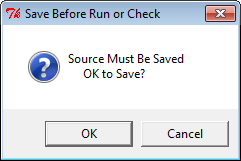 Save Before Run or Check
Source Must Be Saved
OK to Save?
OK
Cancel